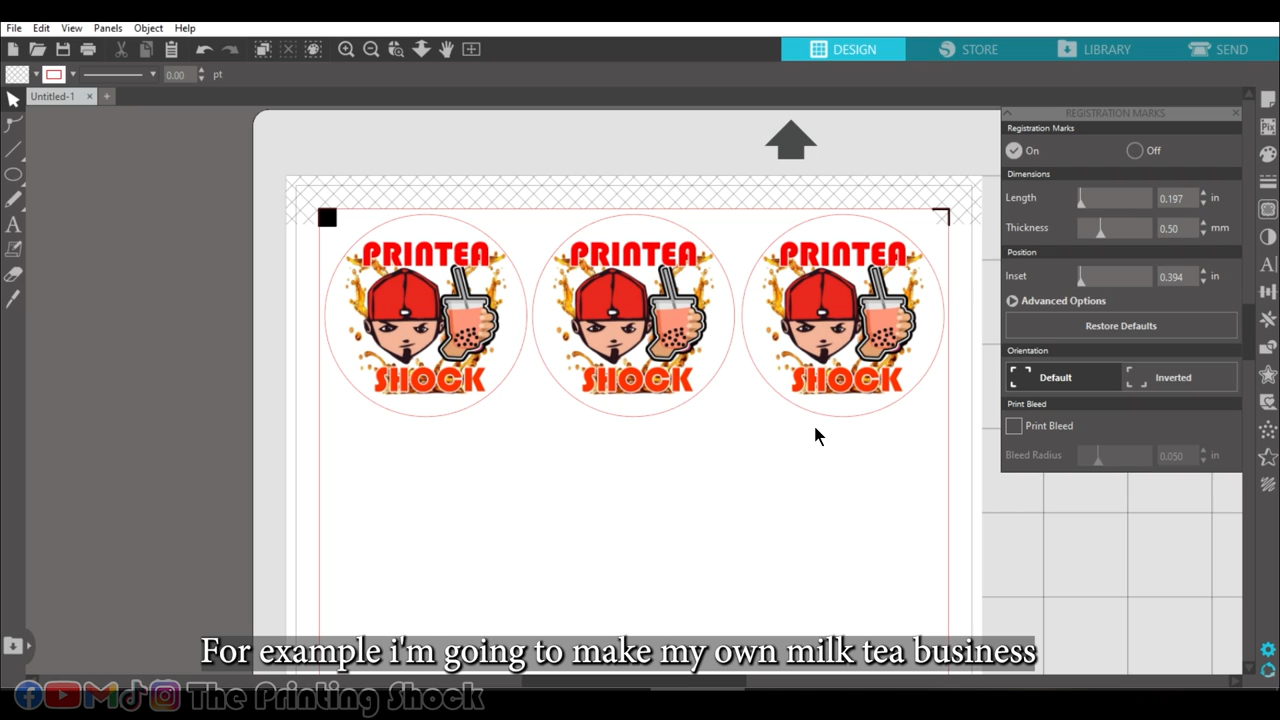 File Edit View Panels Object Help
DESIGN STORE LIBRARY SEND
0.00 pt
Untitled-1
REGISTRATION MARKS
Registration Marks
On Off
Dimensions
Length 0.197 in
Thickness 0.50 mm
Position
Inset 0.394 in
Advanced Options
Restore Defaults
Orientation
Default Inverted
Print Bleed
Print Bleed
Bleed Radius 0.050 in
PRINTEA PRINTEA PRINTEA
SHOCK SHOCK SHOCK
For example i'm going to make my own milk tea business
The Printing Shock